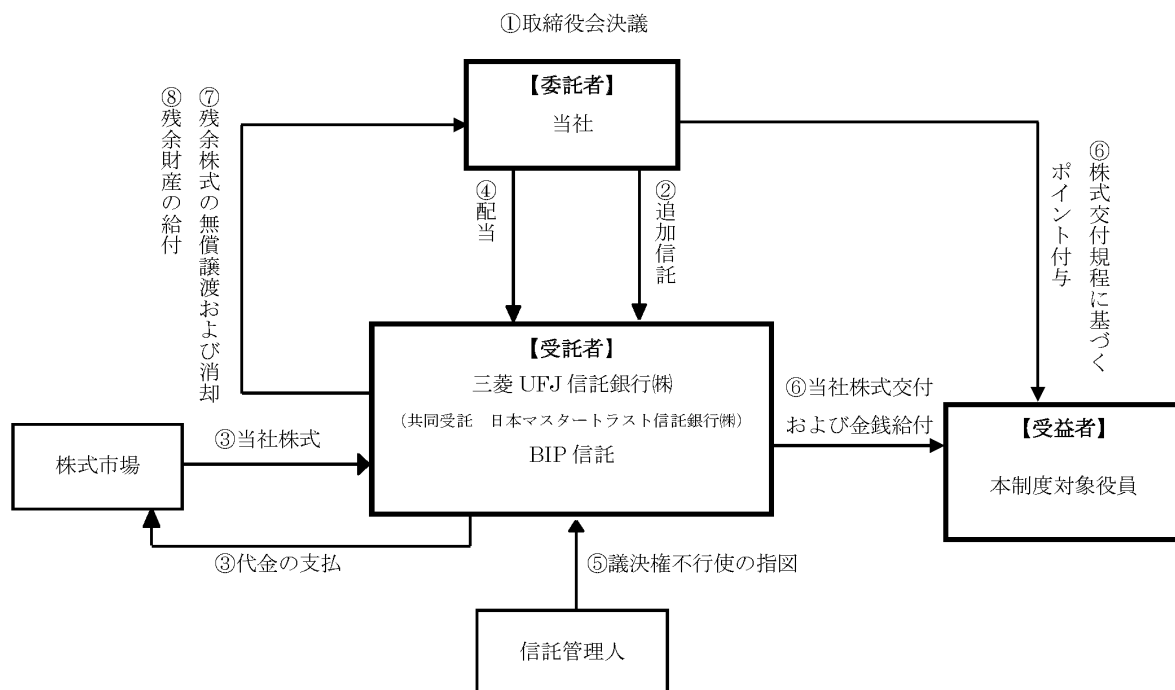 ①取締役会決議
【委託者】
当社
⑧残余財産の給付
⑦残余株式の無償譲渡および消却
④配当
②追加信託
⑥株式交付規程に基づく
ポイント付与
【受託者】
三菱 UFJ 信託銀行㈱
（共同受託　日本マスタートラスト信託銀行㈱）
BIP 信託
⑥当社株式交付
および金銭給付
【受益者】
本制度対象役員
株式市場
③当社株式
③代金の支払
⑤議決権不行使の指図
信託管理人